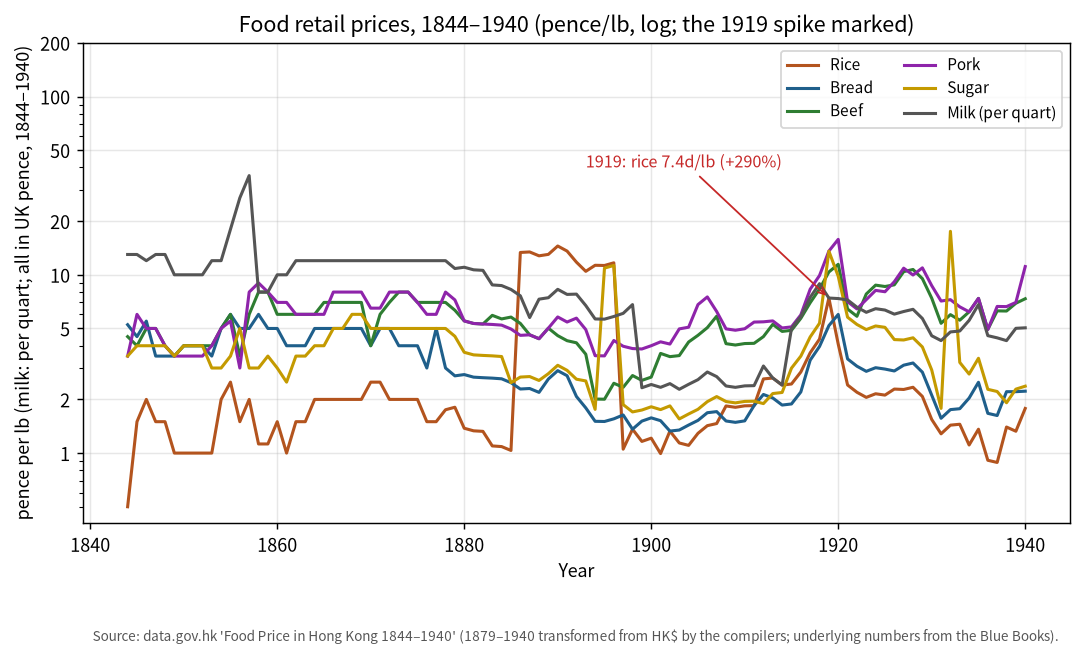 Food retail prices, 1844–1940 (pence/lb, log; the 1919 spike marked)
pence per lb (milk: per quart; all in UK pence, 1844–1940)
200
100
50
20
10
5
2
1
Rice
Bread
Beef
Pork
Sugar
Milk (per quart)
1919: rice 7.4d/lb (+290%)
1840
1860
1880
1900
1920
1940
Year
Source: data.gov.hk 'Food Price in Hong Kong 1844–1940' (1879–1940 transformed from HK$ by the compilers; underlying numbers from the Blue Books).